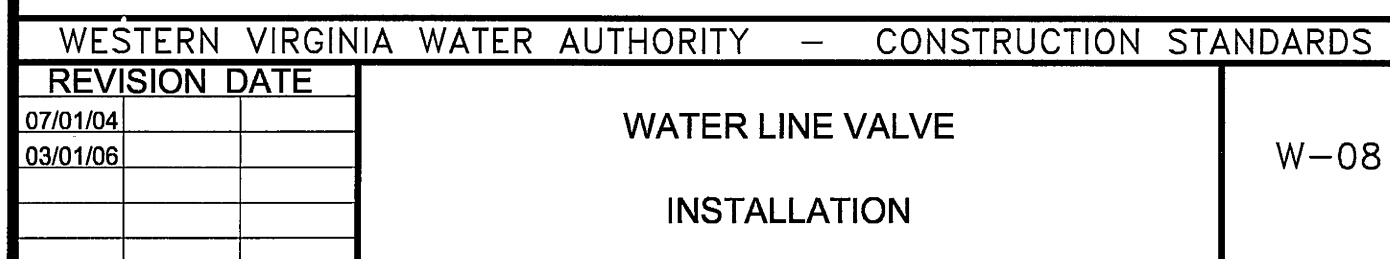 WESTERN VIRGINIA WATER AUTHORITY – CONSTRUCTION STANDARDS
REVISION DATE
07/01/04
03/01/06
WATER LINE VALVE
INSTALLATION
W–08